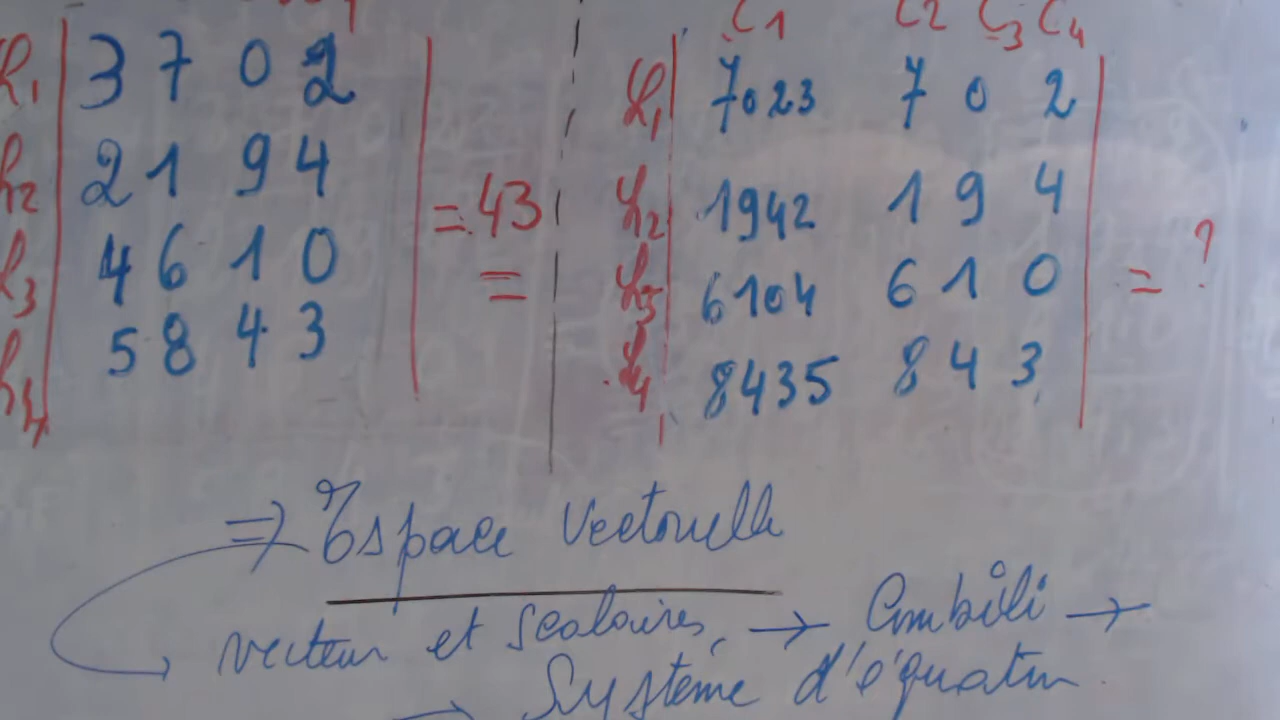 C1 C2 C3 C4
L1 3 7 0 2
L2 2 1 9 4
L3 4 6 1 0
L4 5 8 4 3
= 43
L1 7023 7 0 2
L2 1942 1 9 4
L3 6104 6 1 0
L4 8435 8 4 3
= ?
=> Espace Vectorielle
vecteur et scalaires, → Combili →
→ Système d'équation